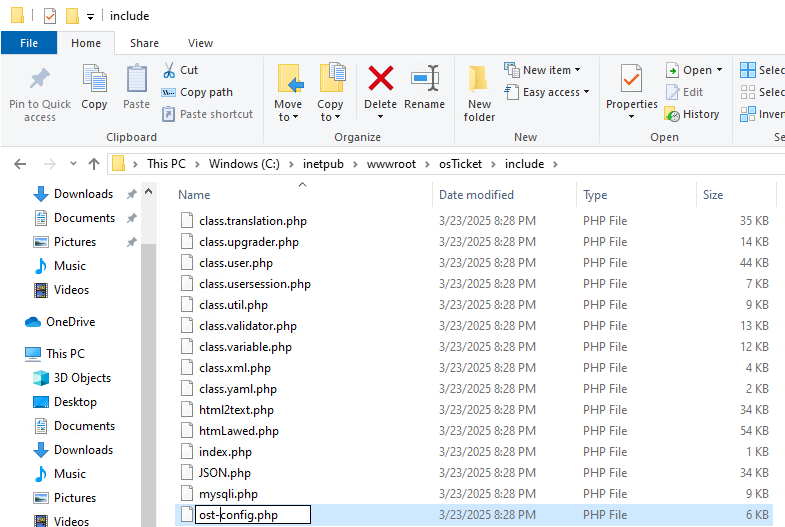 include
File Home Share View
Pin to Quick access
Copy
Paste
Cut
Copy path
Paste shortcut
Clipboard
Move to
Copy to
Delete
Rename
Organize
New folder
New item
Easy access
New
Properties
Open
Edit
History
Open
Selec
Selec
Inver
Se
This PC > Windows (C:) > inetpub > wwwroot > osTicket > include >
Downloads
Documents
Pictures
Music
Videos
OneDrive
This PC
3D Objects
Desktop
Documents
Downloads
Music
Pictures
Videos
Name Date modified Type Size
class.translation.php 3/23/2025 8:28 PM PHP File 35 KB
class.upgrader.php 3/23/2025 8:28 PM PHP File 14 KB
class.user.php 3/23/2025 8:28 PM PHP File 44 KB
class.usersession.php 3/23/2025 8:28 PM PHP File 7 KB
class.util.php 3/23/2025 8:28 PM PHP File 9 KB
class.validator.php 3/23/2025 8:28 PM PHP File 13 KB
class.variable.php 3/23/2025 8:28 PM PHP File 12 KB
class.xml.php 3/23/2025 8:28 PM PHP File 4 KB
class.yaml.php 3/23/2025 8:28 PM PHP File 2 KB
html2text.php 3/23/2025 8:28 PM PHP File 34 KB
htmLawed.php 3/23/2025 8:28 PM PHP File 54 KB
index.php 3/23/2025 8:28 PM PHP File 1 KB
JSON.php 3/23/2025 8:28 PM PHP File 34 KB
mysqli.php 3/23/2025 8:28 PM PHP File 9 KB
ost-config.php 3/23/2025 8:28 PM PHP File 6 KB